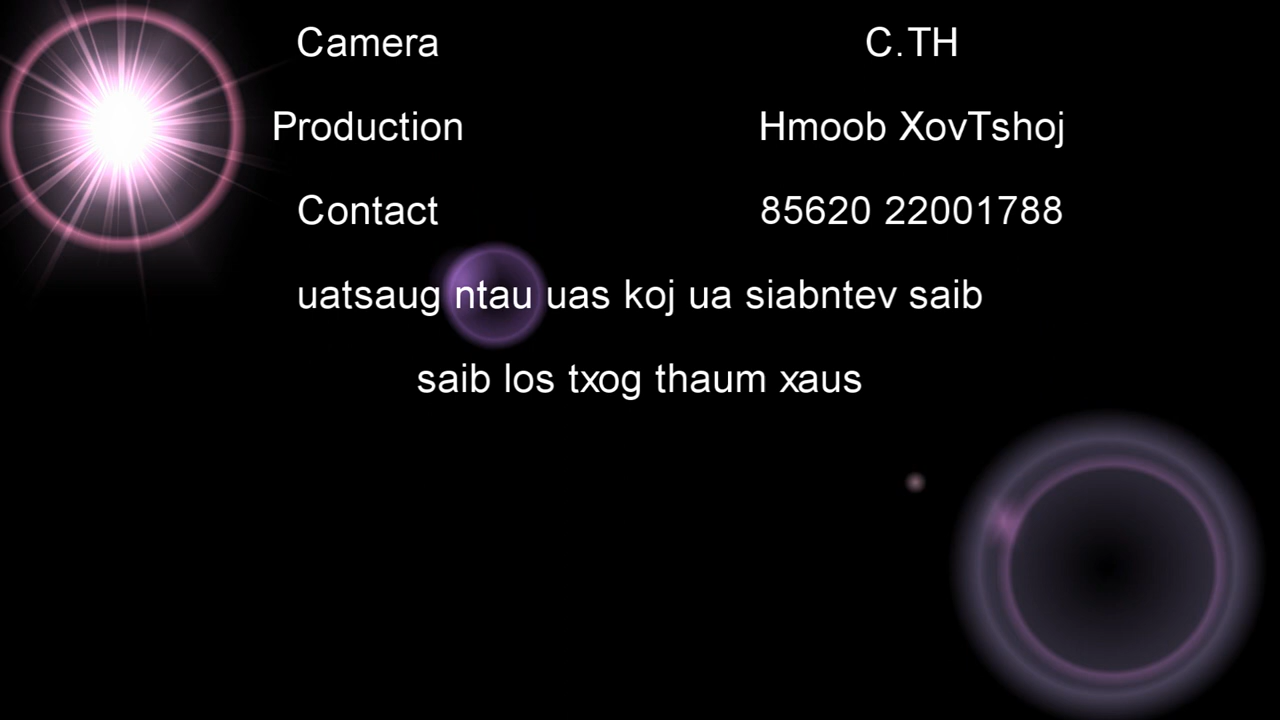 Camera C.TH
Production Hmoob XovTshoj
Contact 85620 22001788
uatsaug ntau uas koj ua siabntev saib
saib los txog thaum xaus